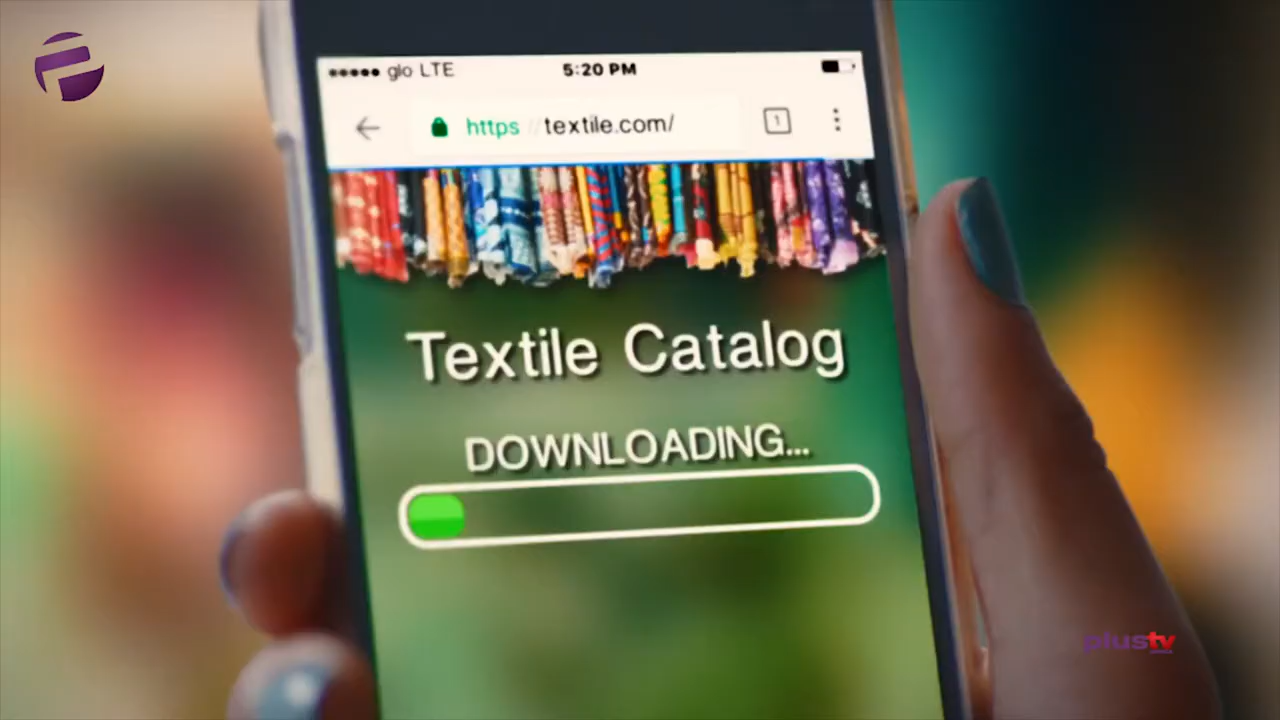 glo LTE
5:20 PM
https://textile.com/
1
Textile Catalog
DOWNLOADING...
plustv